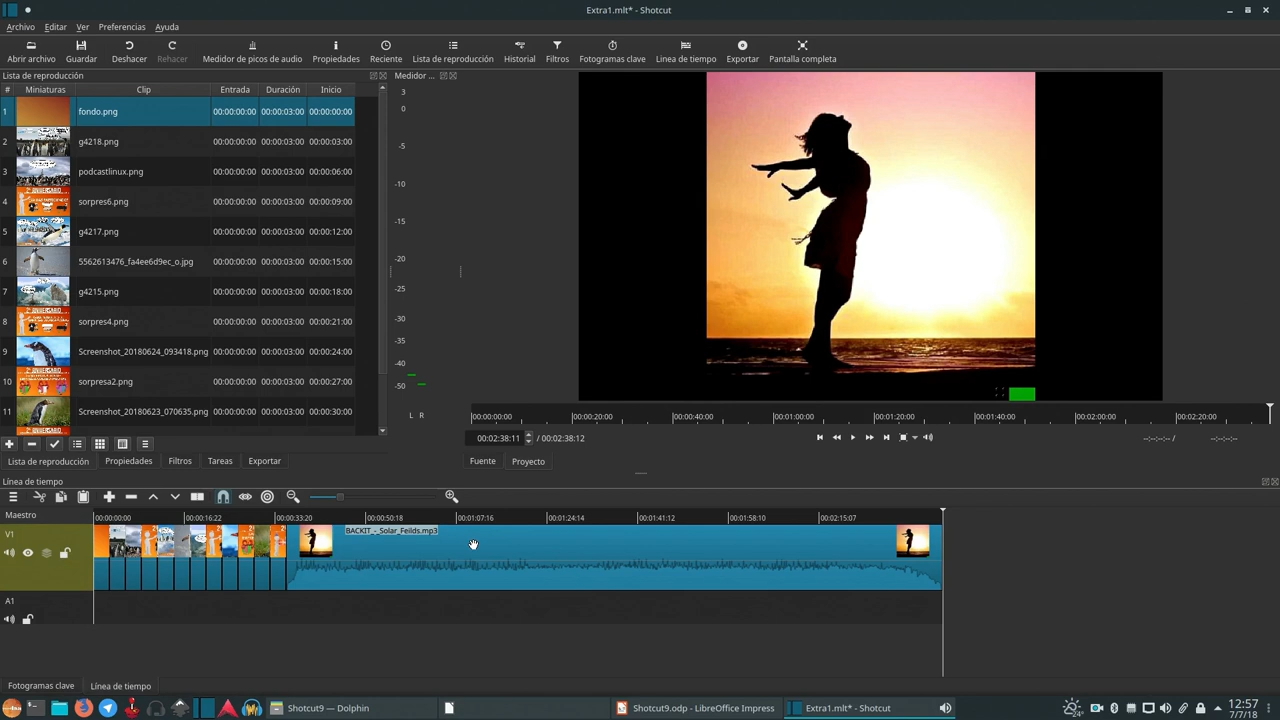 Extra1.mlt* - Shotcut
Archivo Editar Ver Preferencias Ayuda
Abrir archivo Guardar Deshacer Rehacer Medidor de picos de audio Propiedades Reciente Lista de reproducción Historial Filtros Fotogramas clave Linea de tiempo Exportar Pantalla completa
Lista de reproducción
Medidor ...
# Miniaturas Clip Entrada Duración Inicio
1 fondo.png 00:00:00:00 00:00:03:00 00:00:00:00
2 g4218.png 00:00:00:00 00:00:03:00 00:00:03:00
3 podcastlinux.png 00:00:00:00 00:00:03:00 00:00:06:00
4 sorpres6.png 00:00:00:00 00:00:03:00 00:00:09:00
5 g4217.png 00:00:00:00 00:00:03:00 00:00:12:00
6 5562613476_fa4ee6d9ec_o.jpg 00:00:00:00 00:00:03:00 00:00:15:00
7 g4215.png 00:00:00:00 00:00:03:00 00:00:18:00
8 sorpres4.png 00:00:00:00 00:00:03:00 00:00:21:00
9 Screenshot_20180624_093418.png 00:00:00:00 00:00:03:00 00:00:24:00
10 sorpresa2.png 00:00:00:00 00:00:03:00 00:00:27:00
11 Screenshot_20180623_070635.png 00:00:00:00 00:00:03:00 00:00:30:00
3
0
-5
-10
-15
-20
-25
-30
-35
-40
-50
L R
00:00:00:00 00:00:20:00 00:00:40:00 00:01:00:00 00:01:20:00 00:01:40:00 00:02:00:00 00:02:20:00
00:02:38:11 / 00:02:38:12 --:--:--:-- / --:--:--:--
Lista de reproducción Propiedades Filtros Tareas Exportar
Fuente Proyecto
Línea de tiempo
Maestro
00:00:00:00 00:00:16:22 00:00:33:20 00:00:50:18 00:01:07:16 00:01:24:14 00:01:41:12 00:01:58:10 00:02:15:07
V1
BACKIT_-_Solar_Feilds.mp3
A1
Fotogramas clave Línea de tiempo
Shotcut9 — Dolphin
Shotcut9.odp - LibreOffice Impress
Extra1.mlt* - Shotcut
24°
12:57
7/7/18